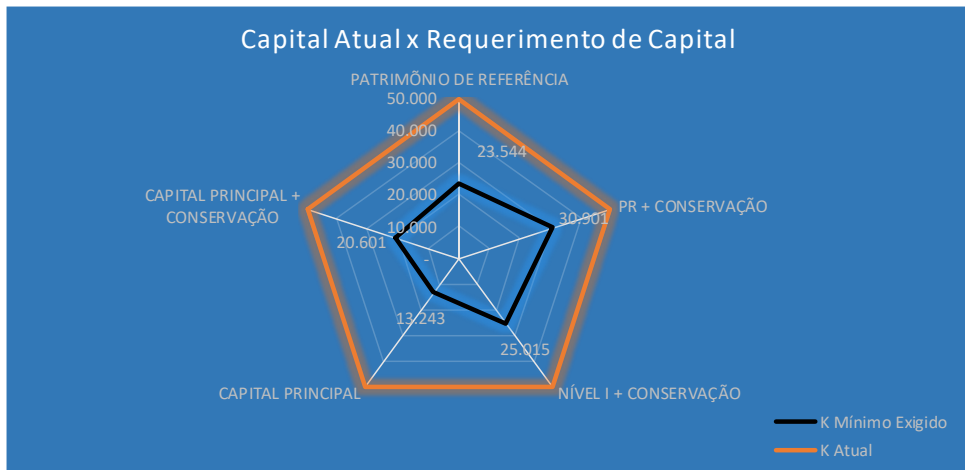 Capital Atual x Requerimento de Capital
PATRIMÕNIO DE REFERÊNCIA
50.000
40.000
23.544
30.000
CAPITAL PRINCIPAL +
CONSERVAÇÃO
20.000
30.901
PR + CONSERVAÇÃO
10.000
20.601
-
13.243
25.015
CAPITAL PRINCIPAL
NÍVEL I + CONSERVAÇÃO
K Mínimo Exigido
K Atual